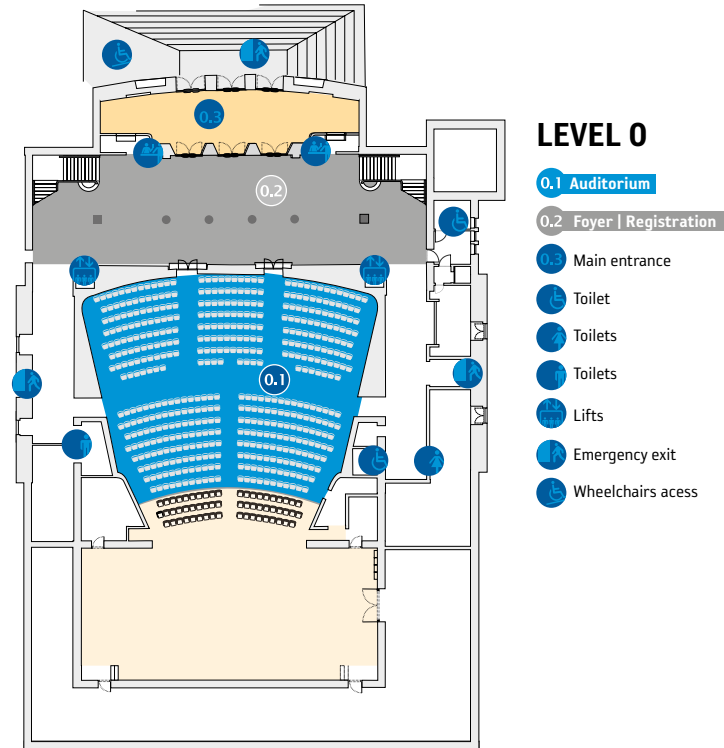 LEVEL 0
0.1 Auditorium
0.2 Foyer | Registration
0.3 Main entrance
Toilet
Toilets
Toilets
Lifts
Emergency exit
Wheelchairs acess
0.3
0.2
0.1